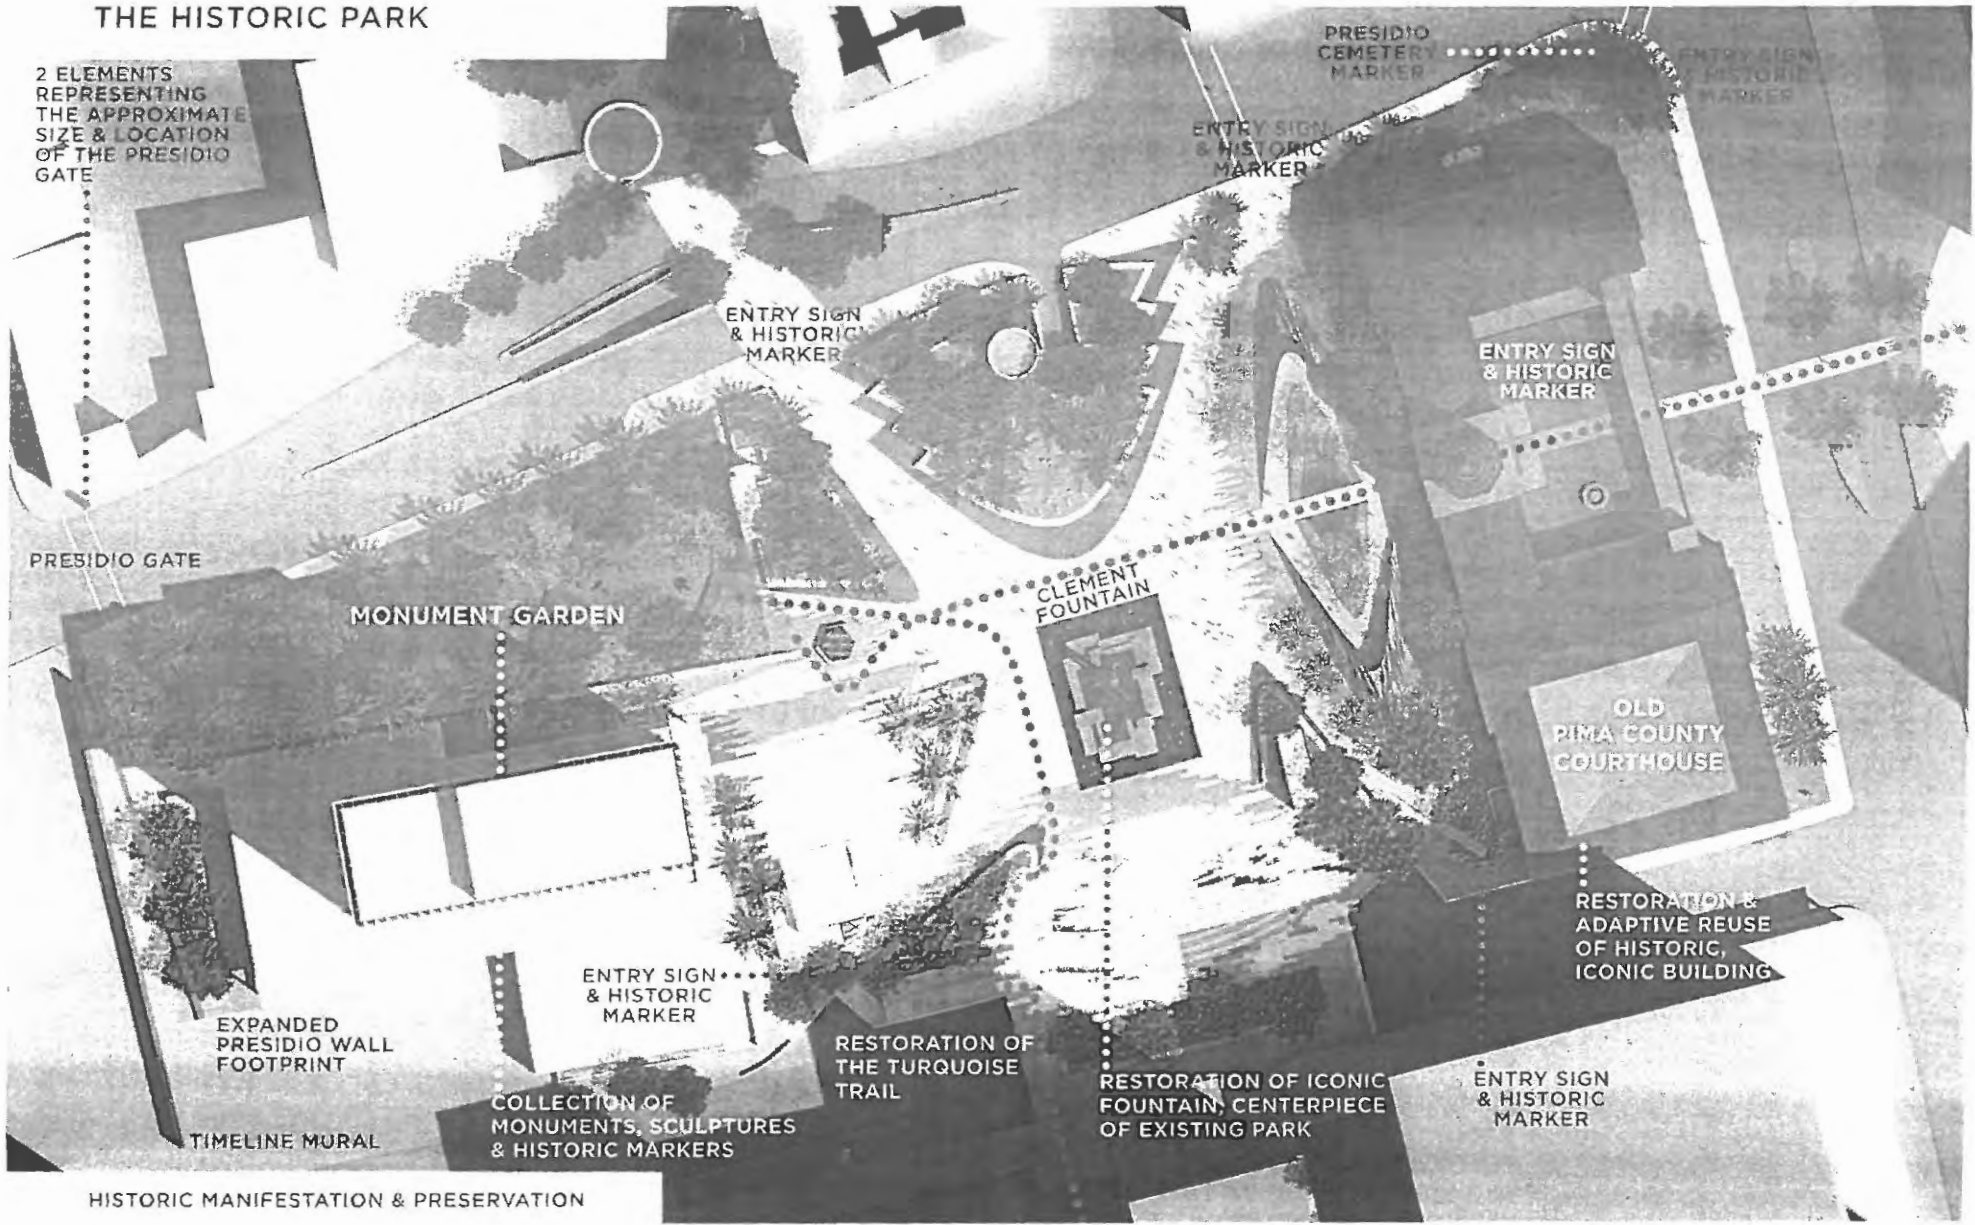 THE HISTORIC PARK
2 ELEMENTS
REPRESENTING
THE APPROXIMATE
SIZE & LOCATION
OF THE PRESIDIO
GATE
PRESIDIO
CEMETERY
MARKER
ENTRY SIGN
& HISTORIC
MARKER
ENTRY SIGN
& HISTORIC
MARKER
ENTRY SIGN
& HISTORIC
MARKER
ENTRY SIGN
& HISTORIC
MARKER
PRESIDIO GATE
MONUMENT GARDEN
CLEMENT
FOUNTAIN
OLD
PIMA COUNTY
COURTHOUSE
RESTORATION &
ADAPTIVE REUSE
OF HISTORIC,
ICONIC BUILDING
ENTRY SIGN
& HISTORIC
MARKER
EXPANDED
PRESIDIO WALL
FOOTPRINT
RESTORATION OF
THE TURQUOISE
TRAIL
RESTORATION OF ICONIC
FOUNTAIN, CENTERPIECE
OF EXISTING PARK
ENTRY SIGN
& HISTORIC
MARKER
COLLECTION OF
MONUMENTS, SCULPTURES
& HISTORIC MARKERS
TIMELINE MURAL
HISTORIC MANIFESTATION & PRESERVATION